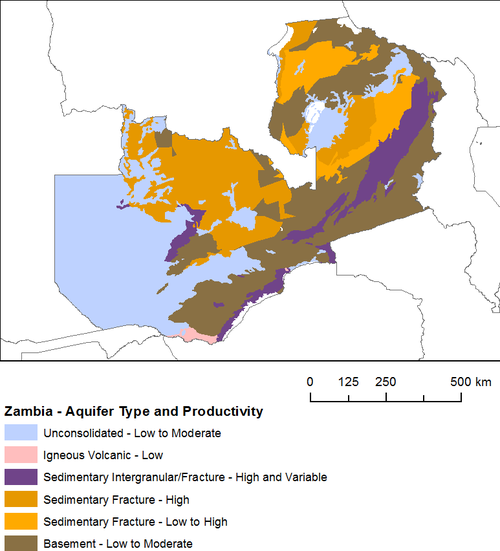 0 125 250 500 km
Zambia - Aquifer Type and Productivity
Unconsolidated - Low to Moderate
Igneous Volcanic - Low
Sedimentary Intergranular/Fracture - High and Variable
Sedimentary Fracture - High
Sedimentary Fracture - Low to High
Basement - Low to Moderate